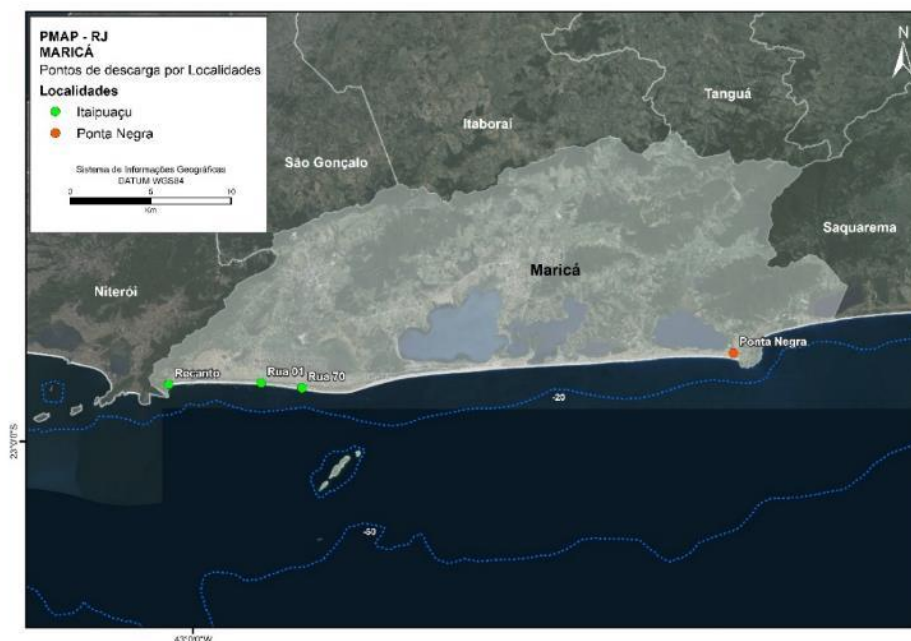 PMAP - RJ
MARICÁ
Pontos de descarga por Localidades
Localidades
Itaipuaçu
Ponta Negra
Sistema de Informações Geográficas
DATUM WGS84
0 5 10
Km
N
Tanguá
Itaboraí
São Gonçalo
Saquarema
Maricá
Niterói
Ponta Negra
Recanto
Rua 01
Rua 70
-20
23°0'0"S
-50
43°0'0"W